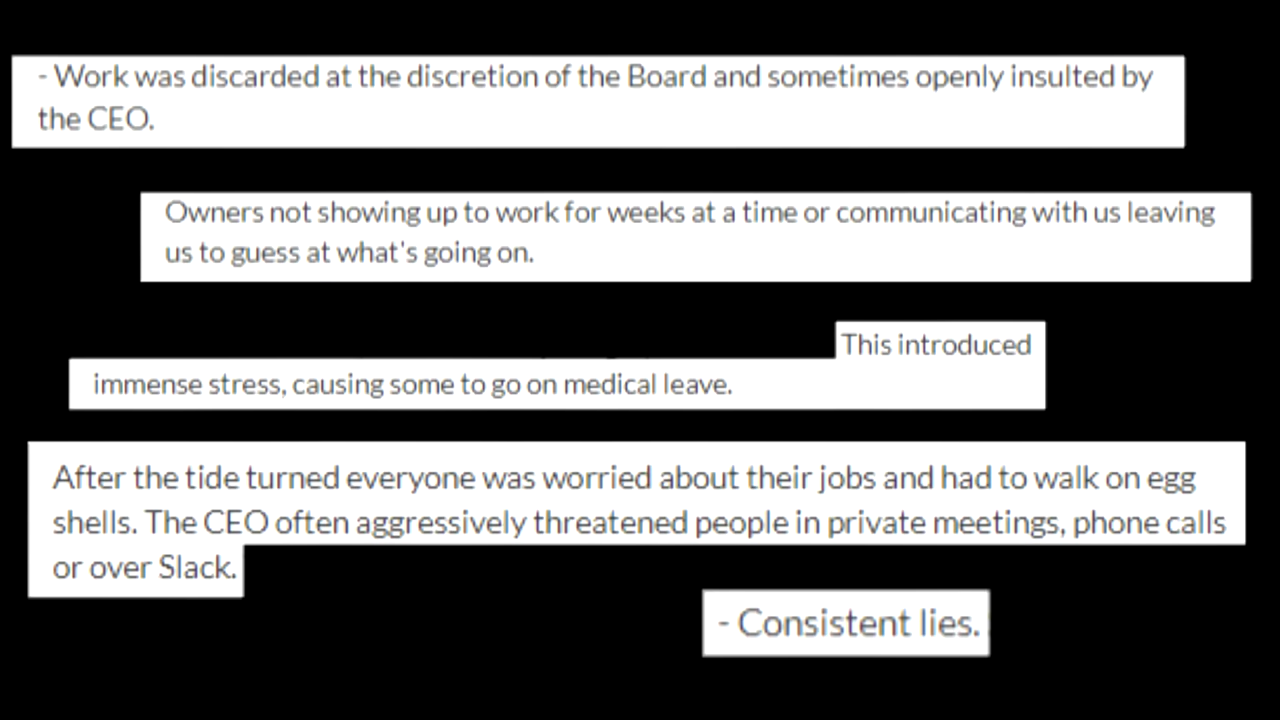 - Work was discarded at the discretion of the Board and sometimes openly insulted by
the CEO.
Owners not showing up to work for weeks at a time or communicating with us leaving
us to guess at what's going on.
This introduced
immense stress, causing some to go on medical leave.
After the tide turned everyone was worried about their jobs and had to walk on egg
shells. The CEO often aggressively threatened people in private meetings, phone calls
or over Slack.
- Consistent lies.